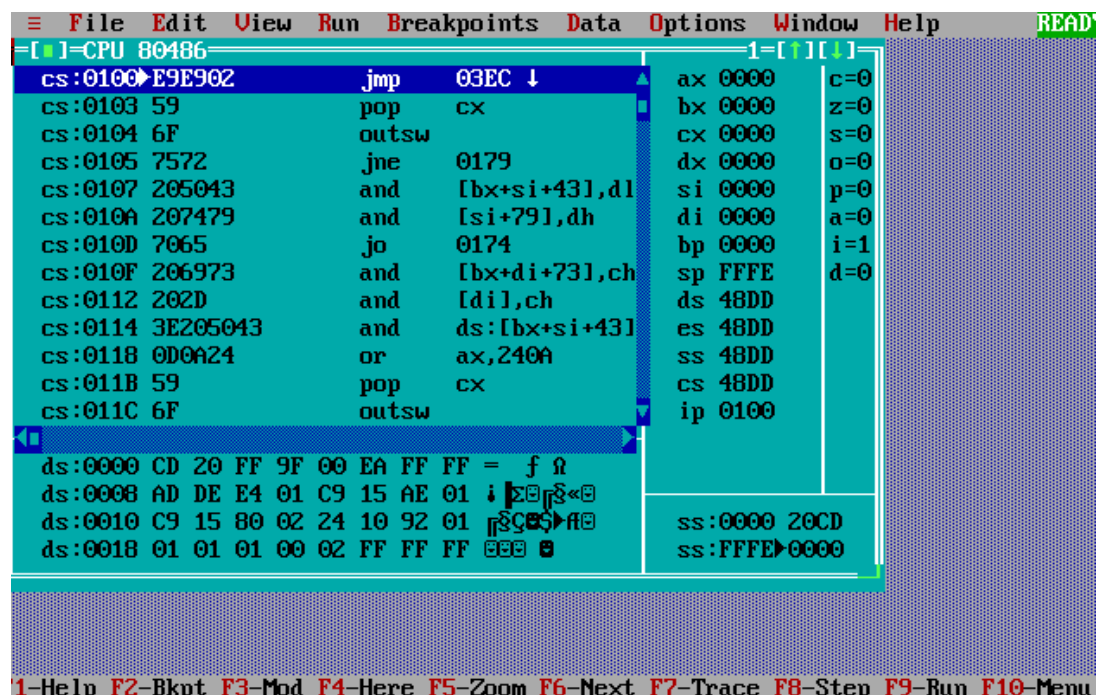 ≡ File Edit View Run Breakpoints Data Options Window Help READY
=[■]=CPU 80486 1=[↑][↓]=
cs:0100►E9E902 jmp 03EC ↓ ax 0000 c=0
cs:0103 59 pop cx bx 0000 z=0
cs:0104 6F outsw cx 0000 s=0
cs:0105 7572 jne 0179 dx 0000 o=0
cs:0107 205043 and [bx+si+43],dl si 0000 p=0
cs:010A 207479 and [si+79],dh di 0000 a=0
cs:010D 7065 jo 0174 bp 0000 i=1
cs:010F 206973 and [bx+di+73],ch sp FFFE d=0
cs:0112 202D and [di],ch ds 48DD
cs:0114 3E205043 and ds:[bx+si+43] es 48DD
cs:0118 0D0A24 or ax,240A ss 48DD
cs:011B 59 pop cx cs 48DD
cs:011C 6F outsw ip 0100
ds:0000 CD 20 FF 9F 00 EA FF FF = ƒ Ω
ds:0008 AD DE E4 01 C9 15 AE 01 ¡▐Σ☺╔§«☺
ds:0010 C9 15 80 02 24 10 92 01 ╔§Ç☻$►Æ☺ ss:0000 20CD
ds:0018 01 01 01 00 02 FF FF FF ☺☺☺ ☻ ss:FFFE►0000
1-Help F2-Bkpt F3-Mod F4-Here F5-Zoom F6-Next F7-Trace F8-Step F9-Run F10-Menu